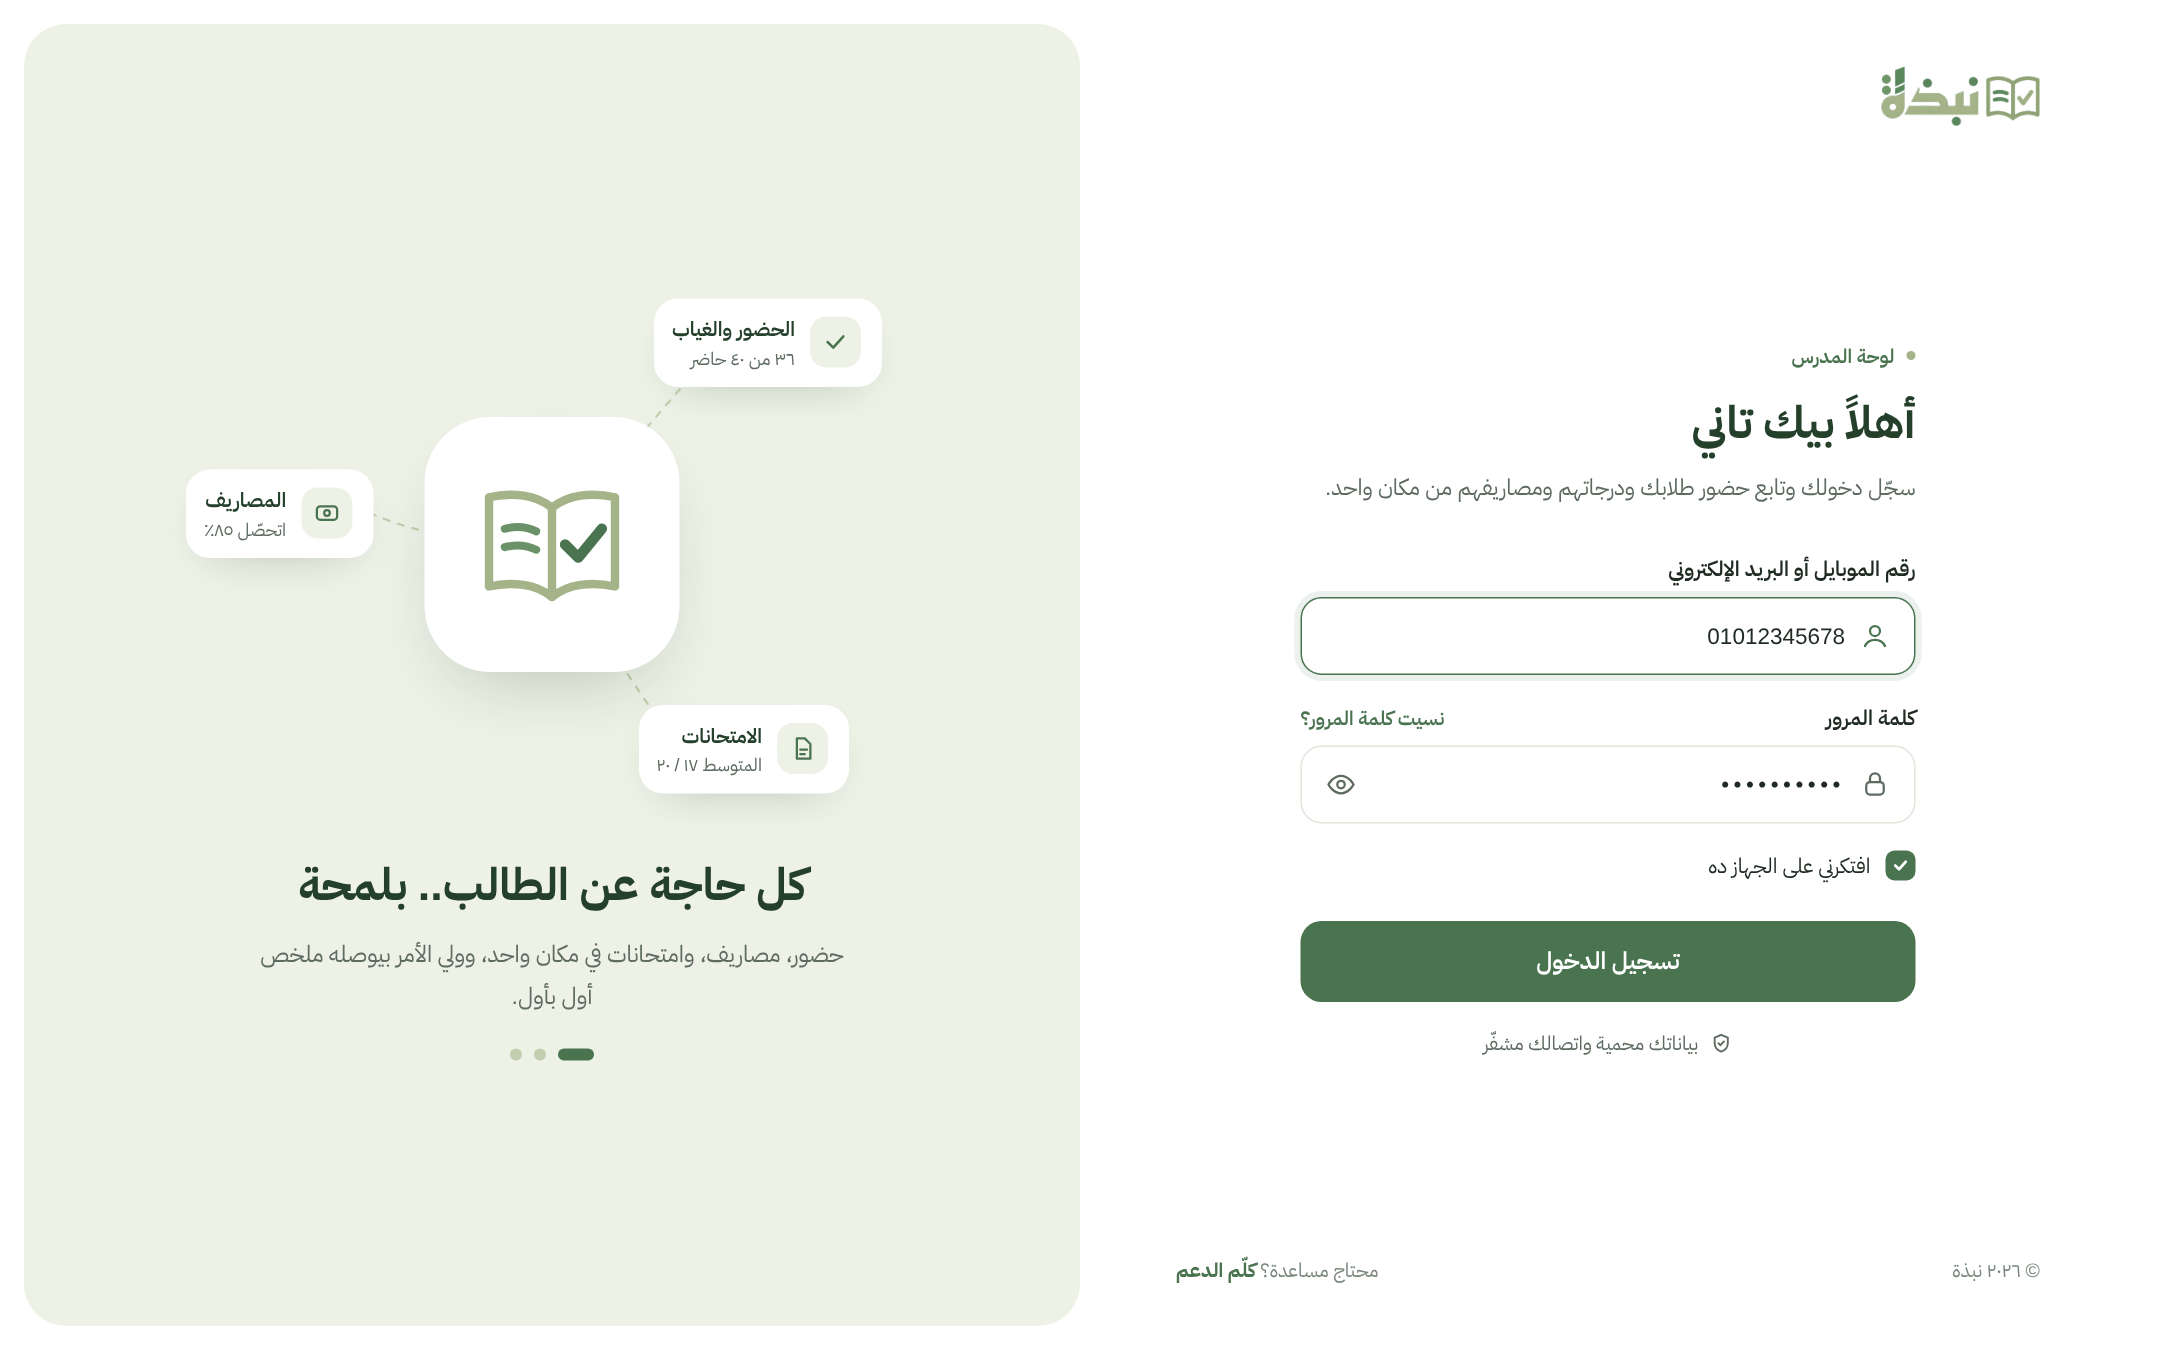 نبذة
لوحة المدرس
أهلاً بيك تاني
سجّل دخولك وتابع حضور طلابك ودرجاتهم ومصاريفهم من مكان واحد.
رقم الموبايل أو البريد الإلكتروني
01012345678
كلمة المرور
نسيت كلمة المرور؟
افتكرني على الجهاز ده
تسجيل الدخول
بياناتك محمية واتصالك مشفّر
© ٢٠٢٦ نبذة
محتاج مساعدة؟ كلّم الدعم
الحضور والغياب
٣٦ من ٤٠ حاضر
المصاريف
اتحصّل ٨٥٪
الامتحانات
المتوسط ١٧ / ٢٠
كل حاجة عن الطالب.. بلمحة
حضور، مصاريف، وامتحانات في مكان واحد، وولي الأمر بيوصله ملخص
أول بأول.